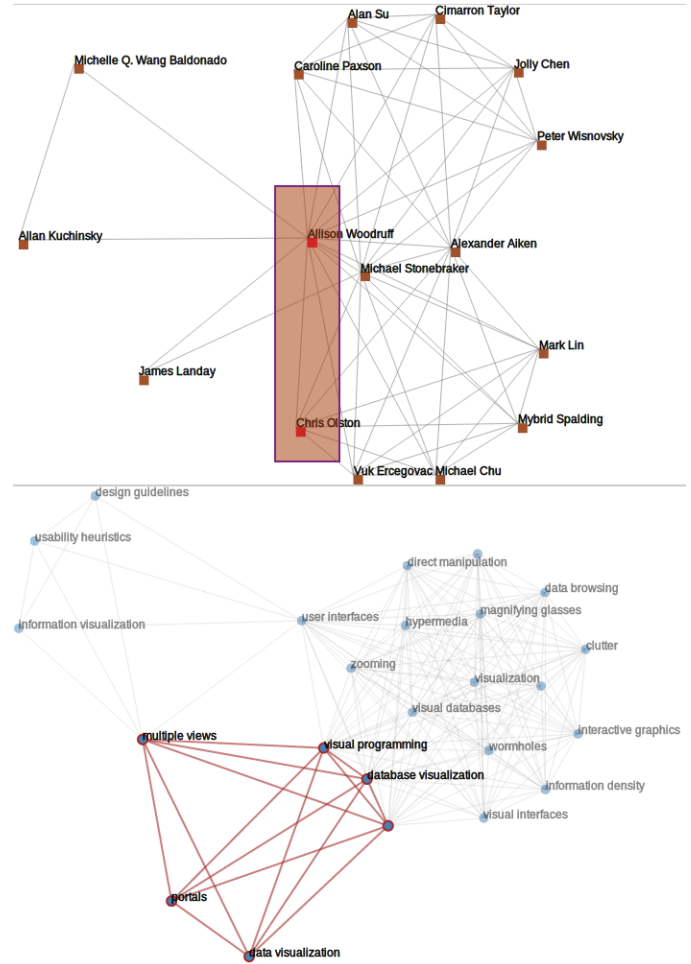 Alan Su
Cimarron Taylor
Michelle Q. Wang Baldonado
Caroline Paxson
Jolly Chen
Peter Wisnovsky
Allan Kuchinsky
Allison Woodruff
Alexander Aiken
Michael Stonebraker
Mark Lin
James Landay
Chris Olston
Mybrid Spalding
Vuk Ercegovac
Michael Chu
design guidelines
usability heuristics
direct manipulation
data browsing
information visualization
user interfaces
hypermedia
magnifying glasses
clutter
zooming
visualization
visual databases
multiple views
visual programming
interactive graphics
wormholes
database visualization
information density
visual interfaces
portals
data visualization